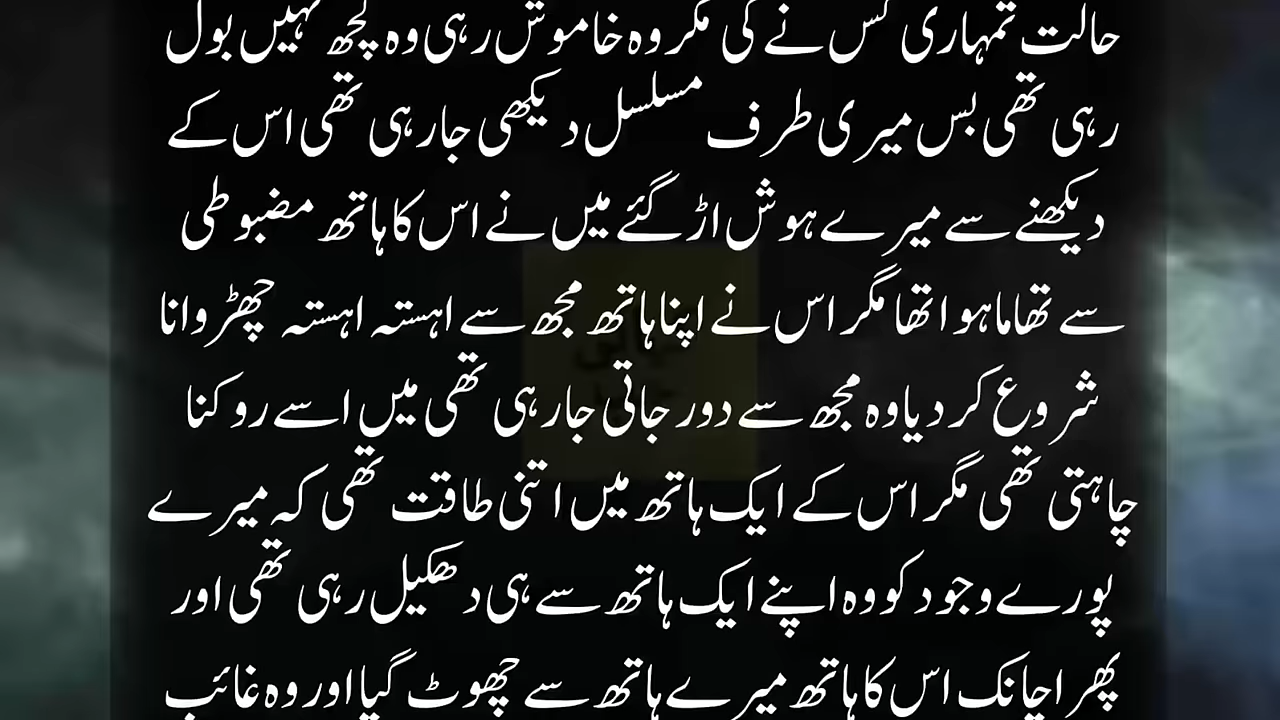 حالت تمہاری کس نے کی مگر وہ خاموش رہی وہ کچھ نہیں بول
رہی تھی بس میری طرف مسلسل دیکھی جارہی تھی اس کے
دیکھنے سے میرے ہوش اڑ گئے میں نے اس کا ہاتھ مضبوطی
سے تھاما ہوا تھا مگر اس نے اپنا ہاتھ مجھ سے اہستہ اہستہ چھڑوانا
شروع کر دیا وہ مجھ سے دور جاتی جارہی تھی میں اسے روکنا
چاہتی تھی مگر اس کے ایک ہاتھ میں اتنی طاقت تھی کہ میرے
پورے وجود کو وہ اپنے ایک ہاتھ سے ہی دھکیل رہی تھی اور
پھر اچانک اس کا ہاتھ میرے ہاتھ سے چھوٹ گیا اور وہ غائب